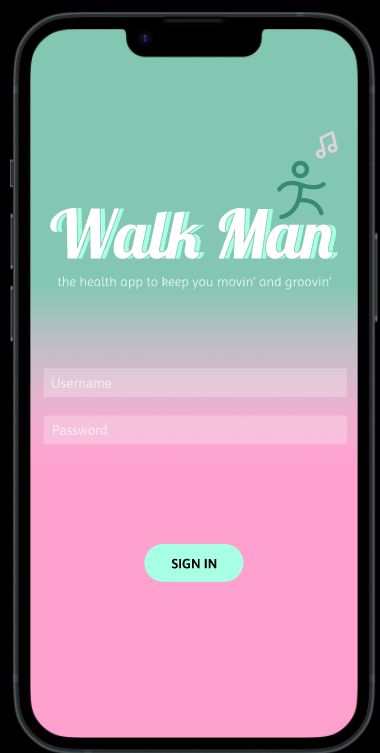 Walk Man
the health app to keep you movin' and groovin'
Username
Password
SIGN IN